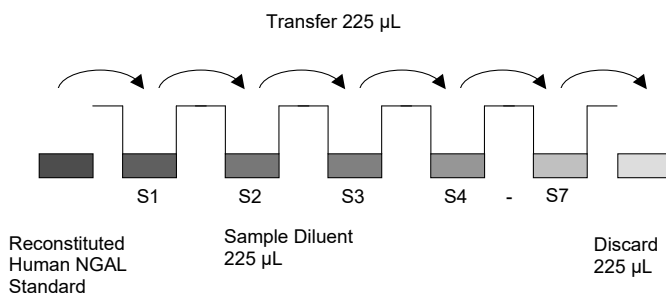 Transfer 225 µL
S1 S2 S3 S4 - S7
Reconstituted
Human NGAL
Standard
Sample Diluent
225 µL
Discard
225 µL